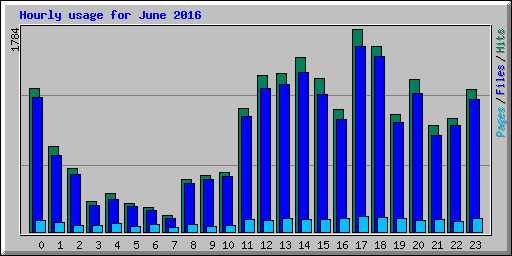 Hourly usage for June 2016
1784
Pages / Files / Hits
0 1 2 3 4 5 6 7 8 9 10 11 12 13 14 15 16 17 18 19 20 21 22 23